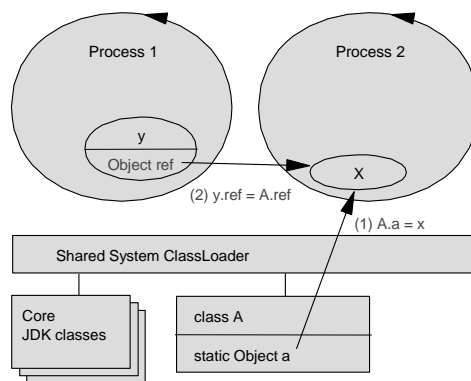 Process 1
Process 2
y
Object ref
X
(2) y.ref = A.ref
(1) A.a = x
Shared System ClassLoader
Core
JDK classes
class A
static Object a